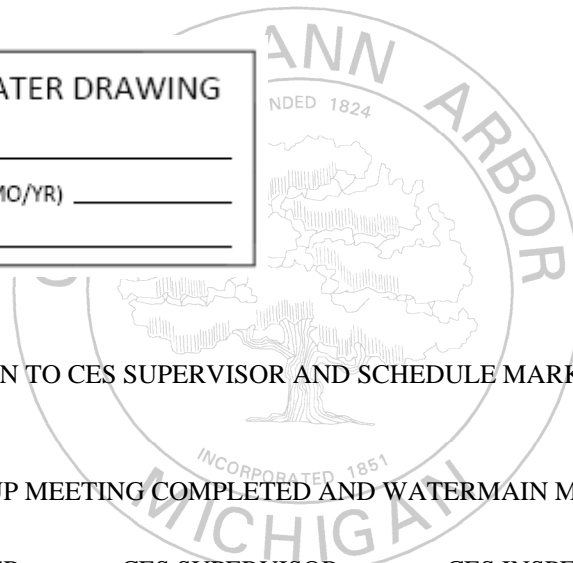 ANN ARBOR
ATER DRAWING
NDED 1824
MO/YR)
N TO CES SUPERVISOR AND SCHEDULE MARK
INCORPORATED 1851
UP MEETING COMPLETED AND WATERMAIN M
MICHIGAN
CES SUPERVISOR CES INSPE